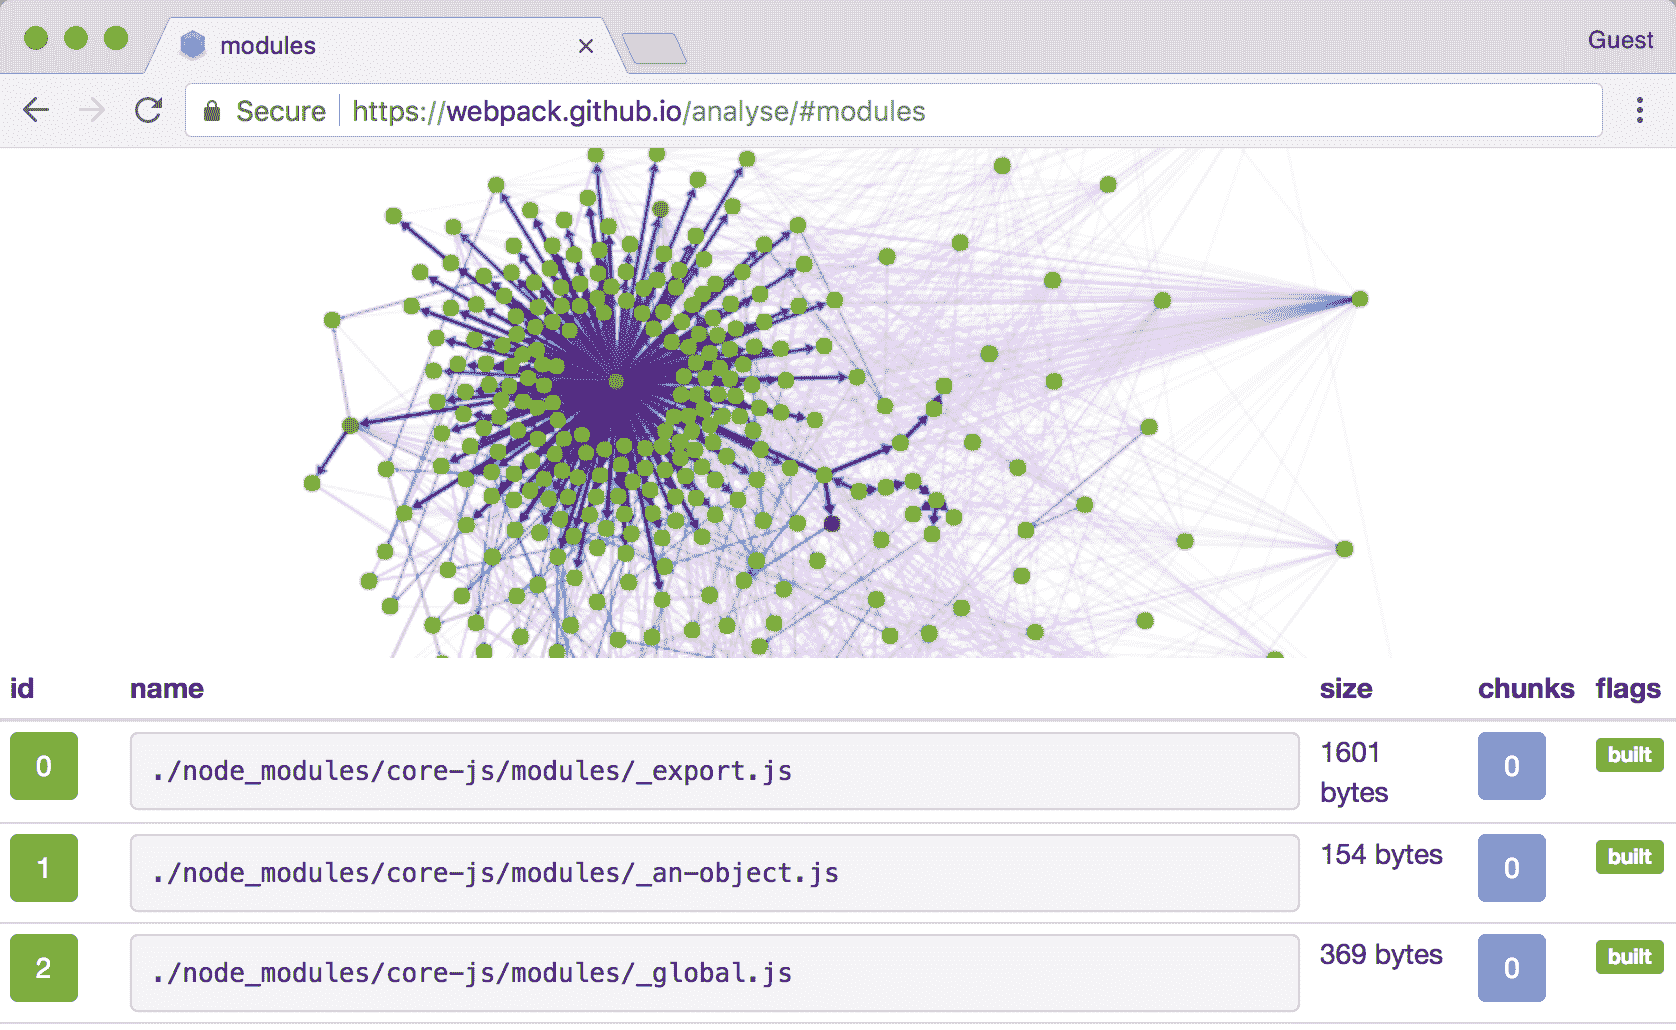 modules
Guest
Secure https://webpack.github.io/analyse/#modules
id name size chunks flags
0 ./node_modules/core-js/modules/_export.js 1601 bytes 0 built
1 ./node_modules/core-js/modules/_an-object.js 154 bytes 0 built
2 ./node_modules/core-js/modules/_global.js 369 bytes 0 built